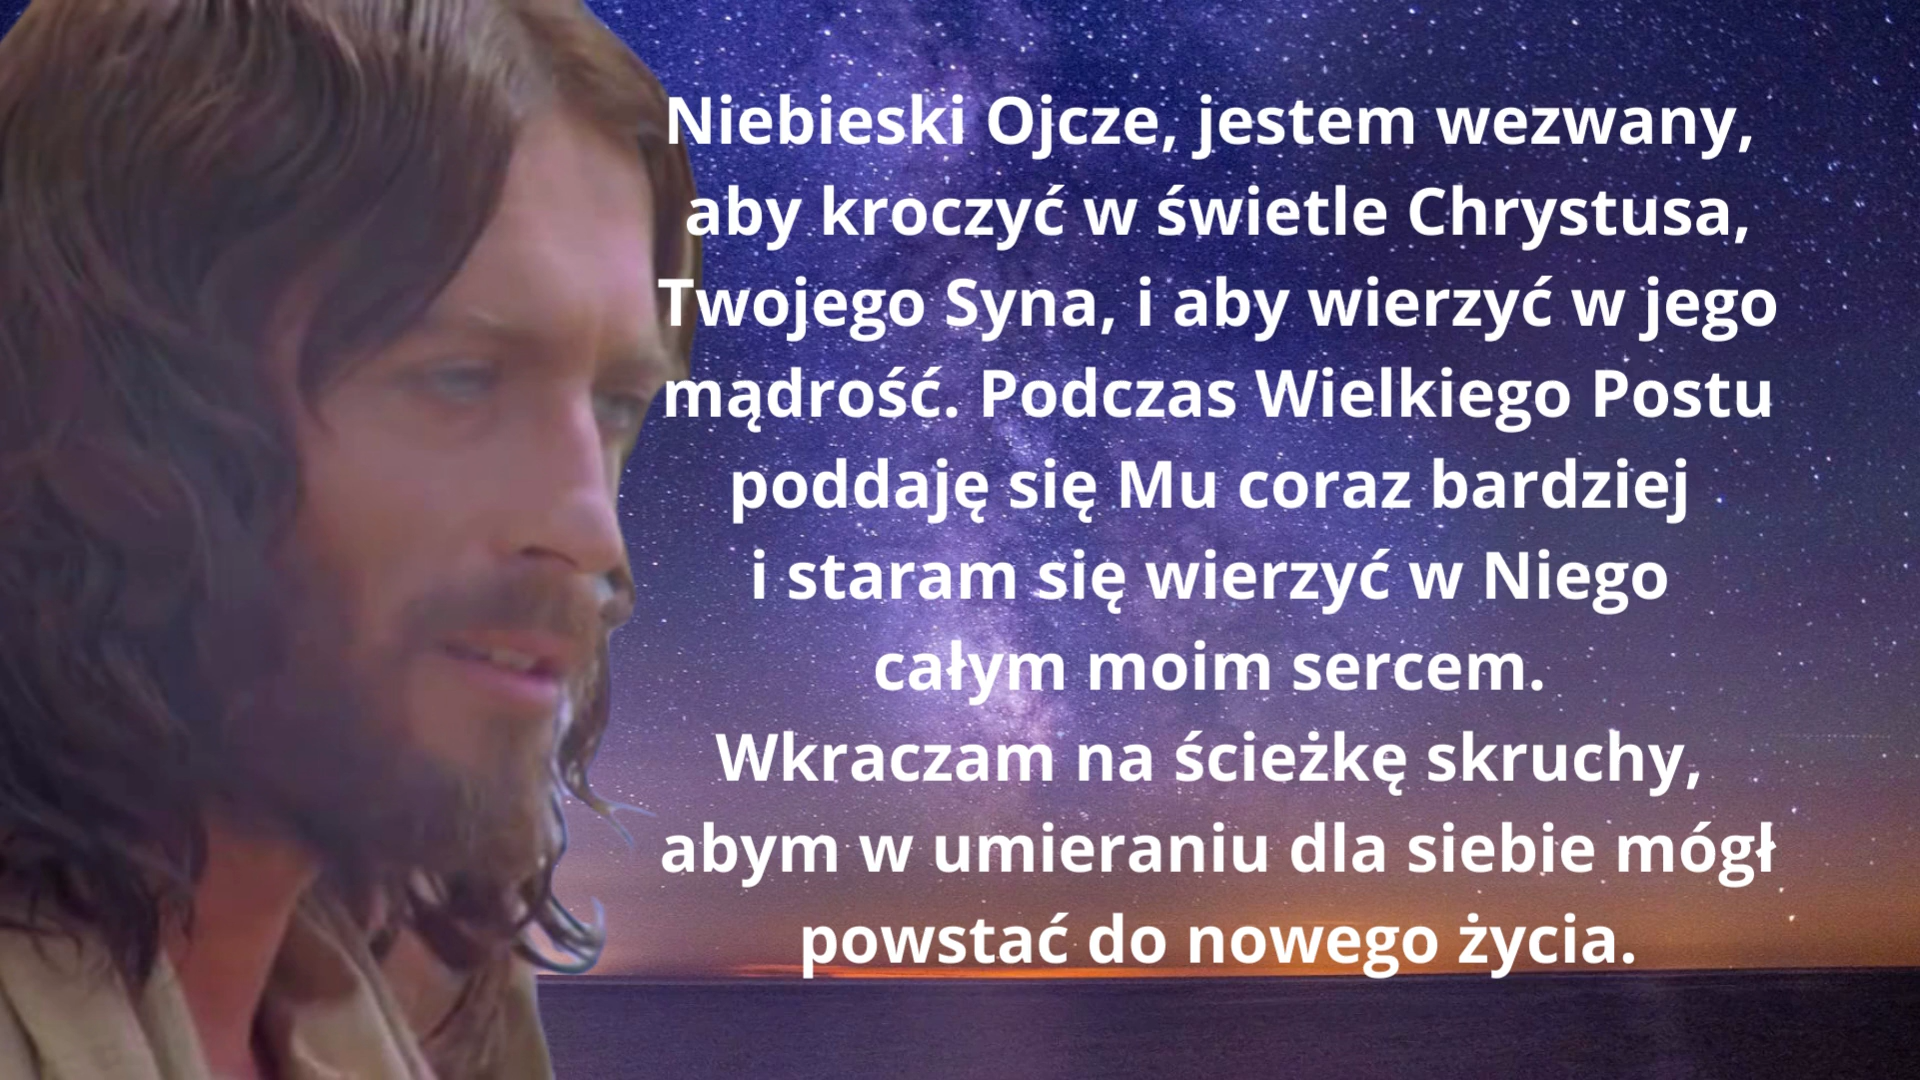 Niebieski Ojcze, jestem wezwany,
aby kroczyć w świetle Chrystusa,
Twojego Syna, i aby wierzyć w jego
mądrość. Podczas Wielkiego Postu
poddaję się Mu coraz bardziej
i staram się wierzyć w Niego
całym moim sercem.
Wkraczam na ścieżkę skruchy,
abym w umieraniu dla siebie mógł
powstać do nowego życia.